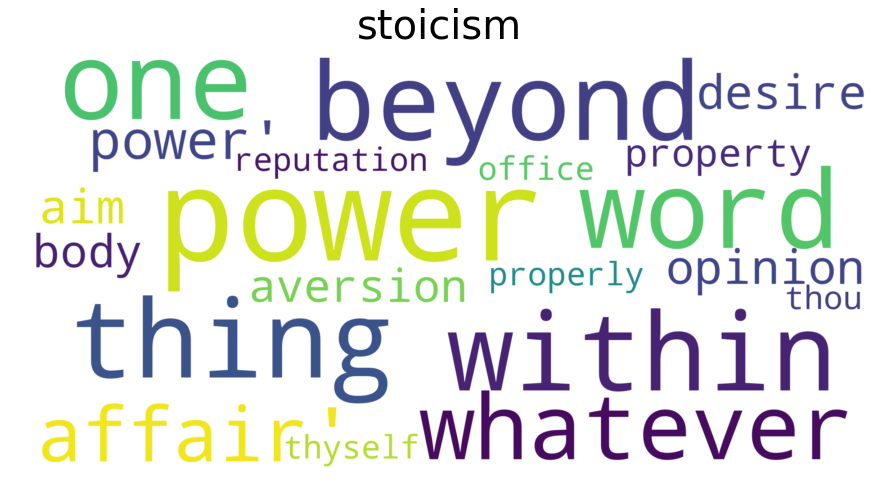 stoicism
one beyond desire
power' reputation office property
aim power word
body aversion properly opinion
thou
thing within
affair' thyself whatever